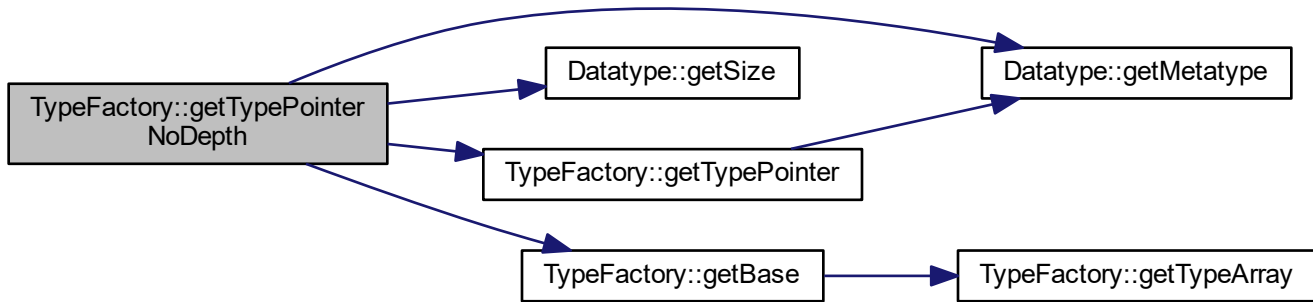 TypeFactory::getTypePointer
NoDepth
Datatype::getSize
Datatype::getMetatype
TypeFactory::getTypePointer
TypeFactory::getBase
TypeFactory::getTypeArray